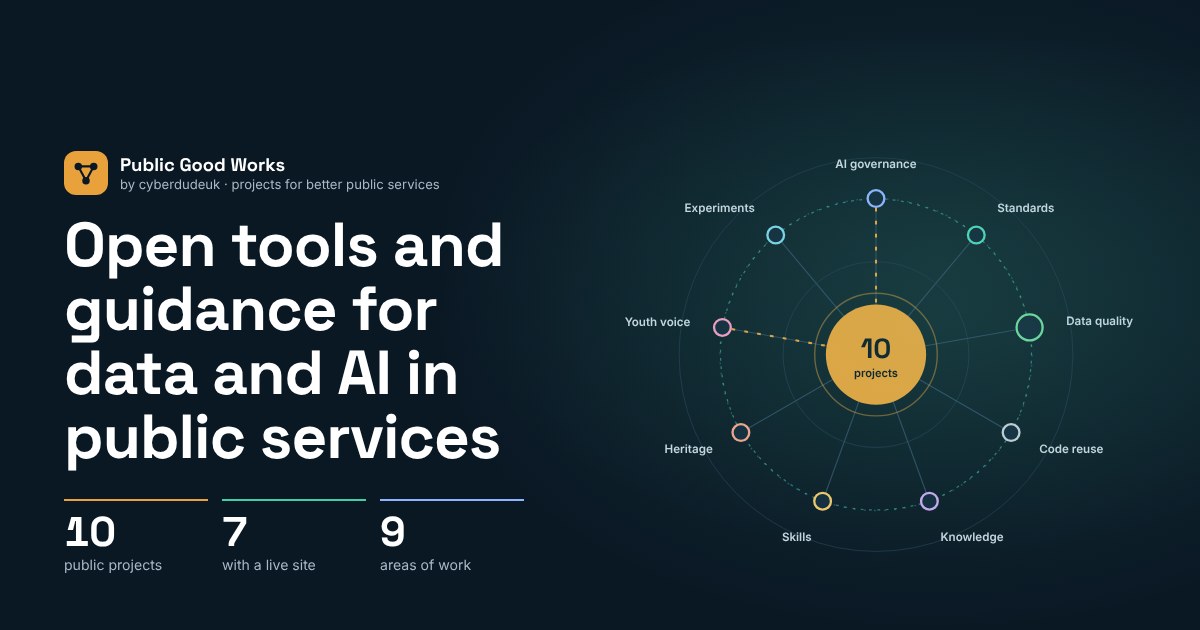 Public Good Works
by cyberdudeuk · projects for better public services
Open tools and
guidance for
data and AI in
public services
10
public projects
7
with a live site
9
areas of work
AI governance
Experiments
Standards
Youth voice
Data quality
10
projects
Heritage
Code reuse
Skills
Knowledge